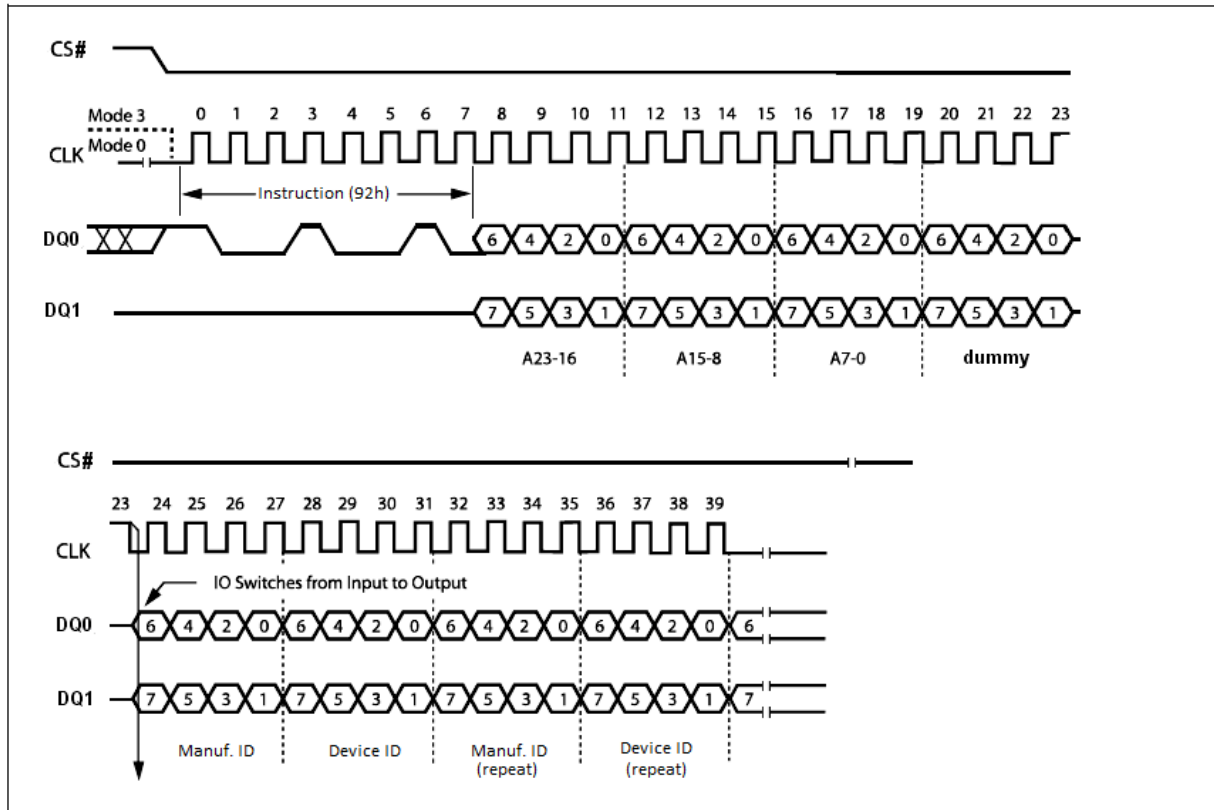 CS#
Mode 3
0 1 2 3 4 5 6 7 8 9 10 11 12 13 14 15 16 17 18 19 20 21 22 23
Mode 0
CLK
Instruction (92h)
DQ0 6 4 2 0 6 4 2 0 6 4 2 0 6 4 2 0
DQ1 7 5 3 1 7 5 3 1 7 5 3 1 7 5 3 1
A23-16 A15-8 A7-0 dummy
CS#
23 24 25 26 27 28 29 30 31 32 33 34 35 36 37 38 39
CLK
IO Switches from Input to Output
DQ0 6 4 2 0 6 4 2 0 6 4 2 0 6 4 2 0 6
DQ1 7 5 3 1 7 5 3 1 7 5 3 1 7 5 3 1 7
Manuf. ID Device ID Manuf. ID Device ID
(repeat) (repeat)